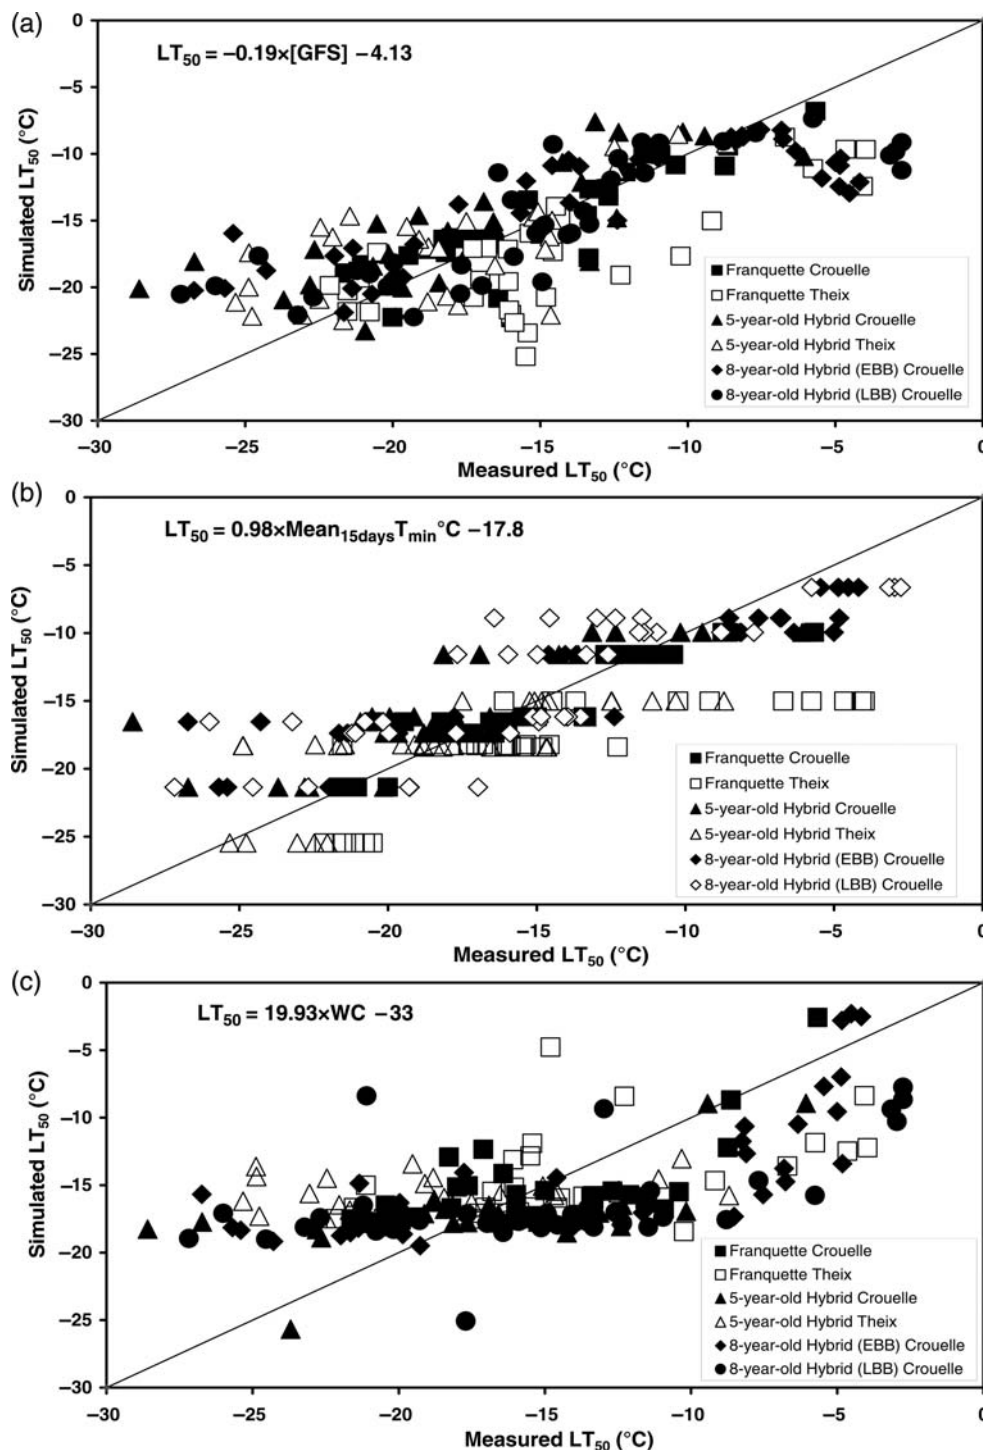 (a)
0
−5
−10
−15
−20
−25
−30
Simulated LT50 (°C)
LT50 = −0.19×[GFS] −4.13
Franquette Crouelle
Franquette Theix
5-year-old Hybrid Crouelle
5-year-old Hybrid Theix
8-year-old Hybrid (EBB) Crouelle
8-year-old Hybrid (LBB) Crouelle
−30 −25 −20 −15 −10 −5 0
Measured LT50 (°C)
(b)
0
−5
−10
−15
−20
−25
−30
Simulated LT50 (°C)
LT50 = 0.98×Mean15daysTmin°C −17.8
Franquette Crouelle
Franquette Theix
5-year-old Hybrid Crouelle
5-year-old Hybrid Theix
8-year-old Hybrid (EBB) Crouelle
8-year-old Hybrid (LBB) Crouelle
−30 −25 −20 −15 −10 −5 0
Measured LT50 (°C)
(c)
0
−5
−10
−15
−20
−25
−30
Simulated LT50 (°C)
LT50 = 19.93×WC −33
Franquette Crouelle
Franquette Theix
5-year-old Hybrid Crouelle
5-year-old Hybrid Theix
8-year-old Hybrid (EBB) Crouelle
8-year-old Hybrid (LBB) Crouelle
−30 −25 −20 −15 −10 −5 0
Measured LT50 (°C)